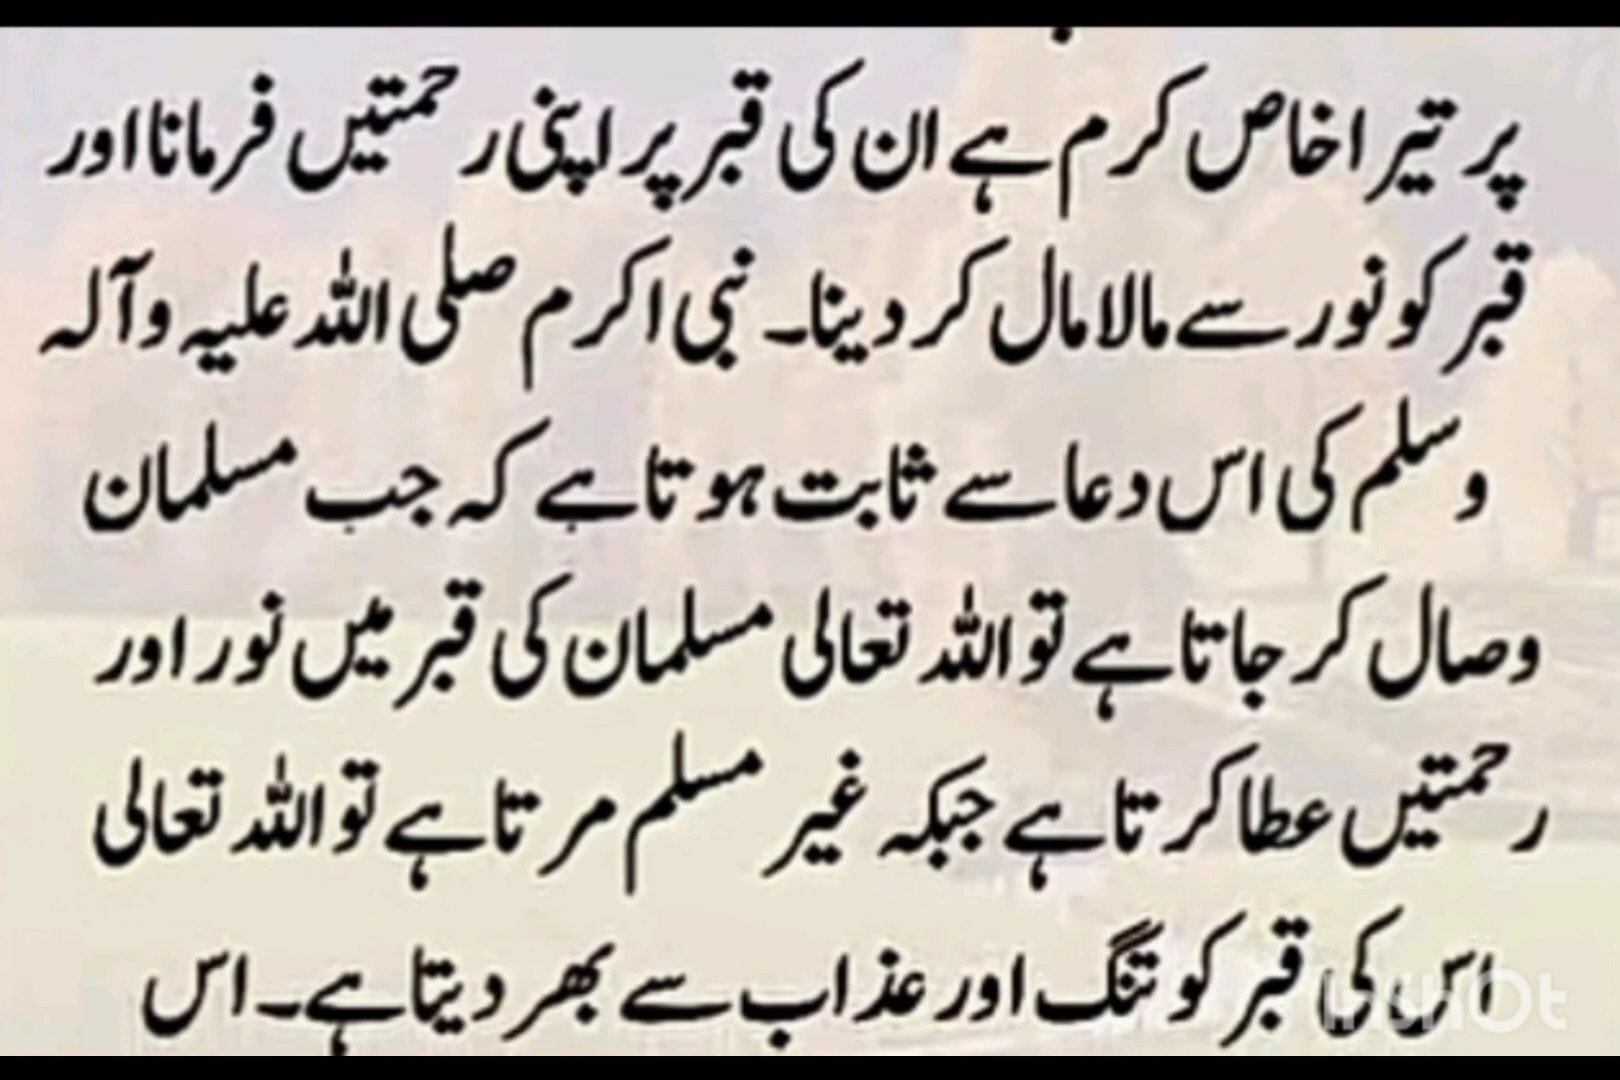 پر تیرا خاص کرم ہے ان کی قبر پر اپنی رحمتیں فرمانا اور
قبر کو نور سے مالا مال کر دینا۔ نبی اکرم صلی اللہ علیہ وآلہ
وسلم کی اس دعا سے ثابت ہوتا ہے کہ جب مسلمان
وصال کر جاتا ہے تو اللہ تعالی مسلمان کی قبر میں نور اور
رحمتیں عطا کرتا ہے جبکہ غیر مسلم مرتا ہے تو اللہ تعالی
اس کی قبر کو تنگ اور عذاب سے بھر دیتا ہے۔ اس
InShOt